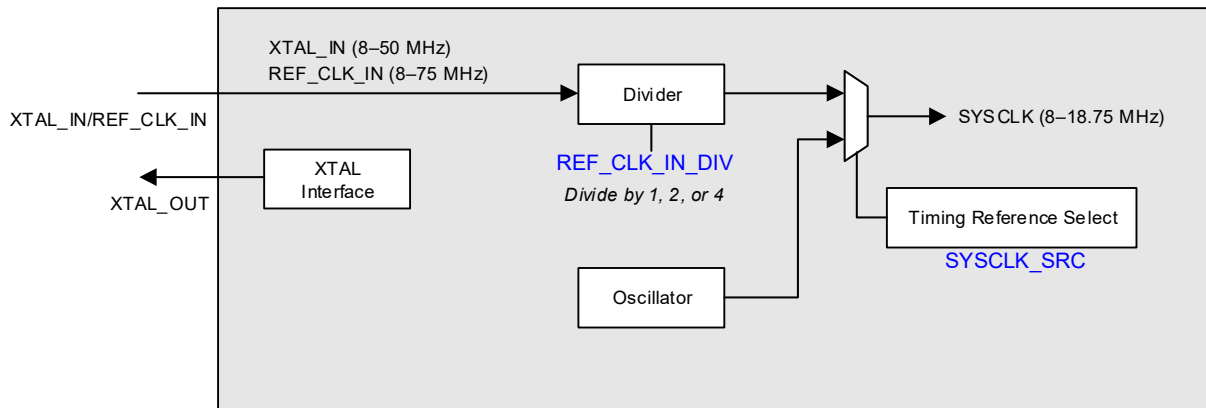 XTAL_IN (8–50 MHz)
REF_CLK_IN (8–75 MHz)
XTAL_IN/REF_CLK_IN
Divider
SYSCLK (8–18.75 MHz)
REF_CLK_IN_DIV
Divide by 1, 2, or 4
XTAL
Interface
XTAL_OUT
Timing Reference Select
SYSCLK_SRC
Oscillator